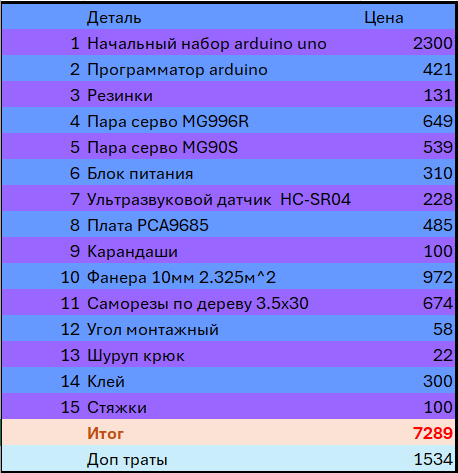 Деталь Цена
1 Начальный набор arduino uno 2300
2 Программатор arduino 421
3 Резинки 131
4 Пара серво MG996R 649
5 Пара серво MG90S 539
6 Блок питания 310
7 Ультразвуковой датчик HC-SR04 228
8 Плата PCA9685 485
9 Карандаши 100
10 Фанера 10мм 2.325м^2 972
11 Саморезы по дереву 3.5х30 674
12 Угол монтажный 58
13 Шуруп крюк 22
14 Клей 300
15 Стяжки 100
Итог 7289
Доп траты 1534